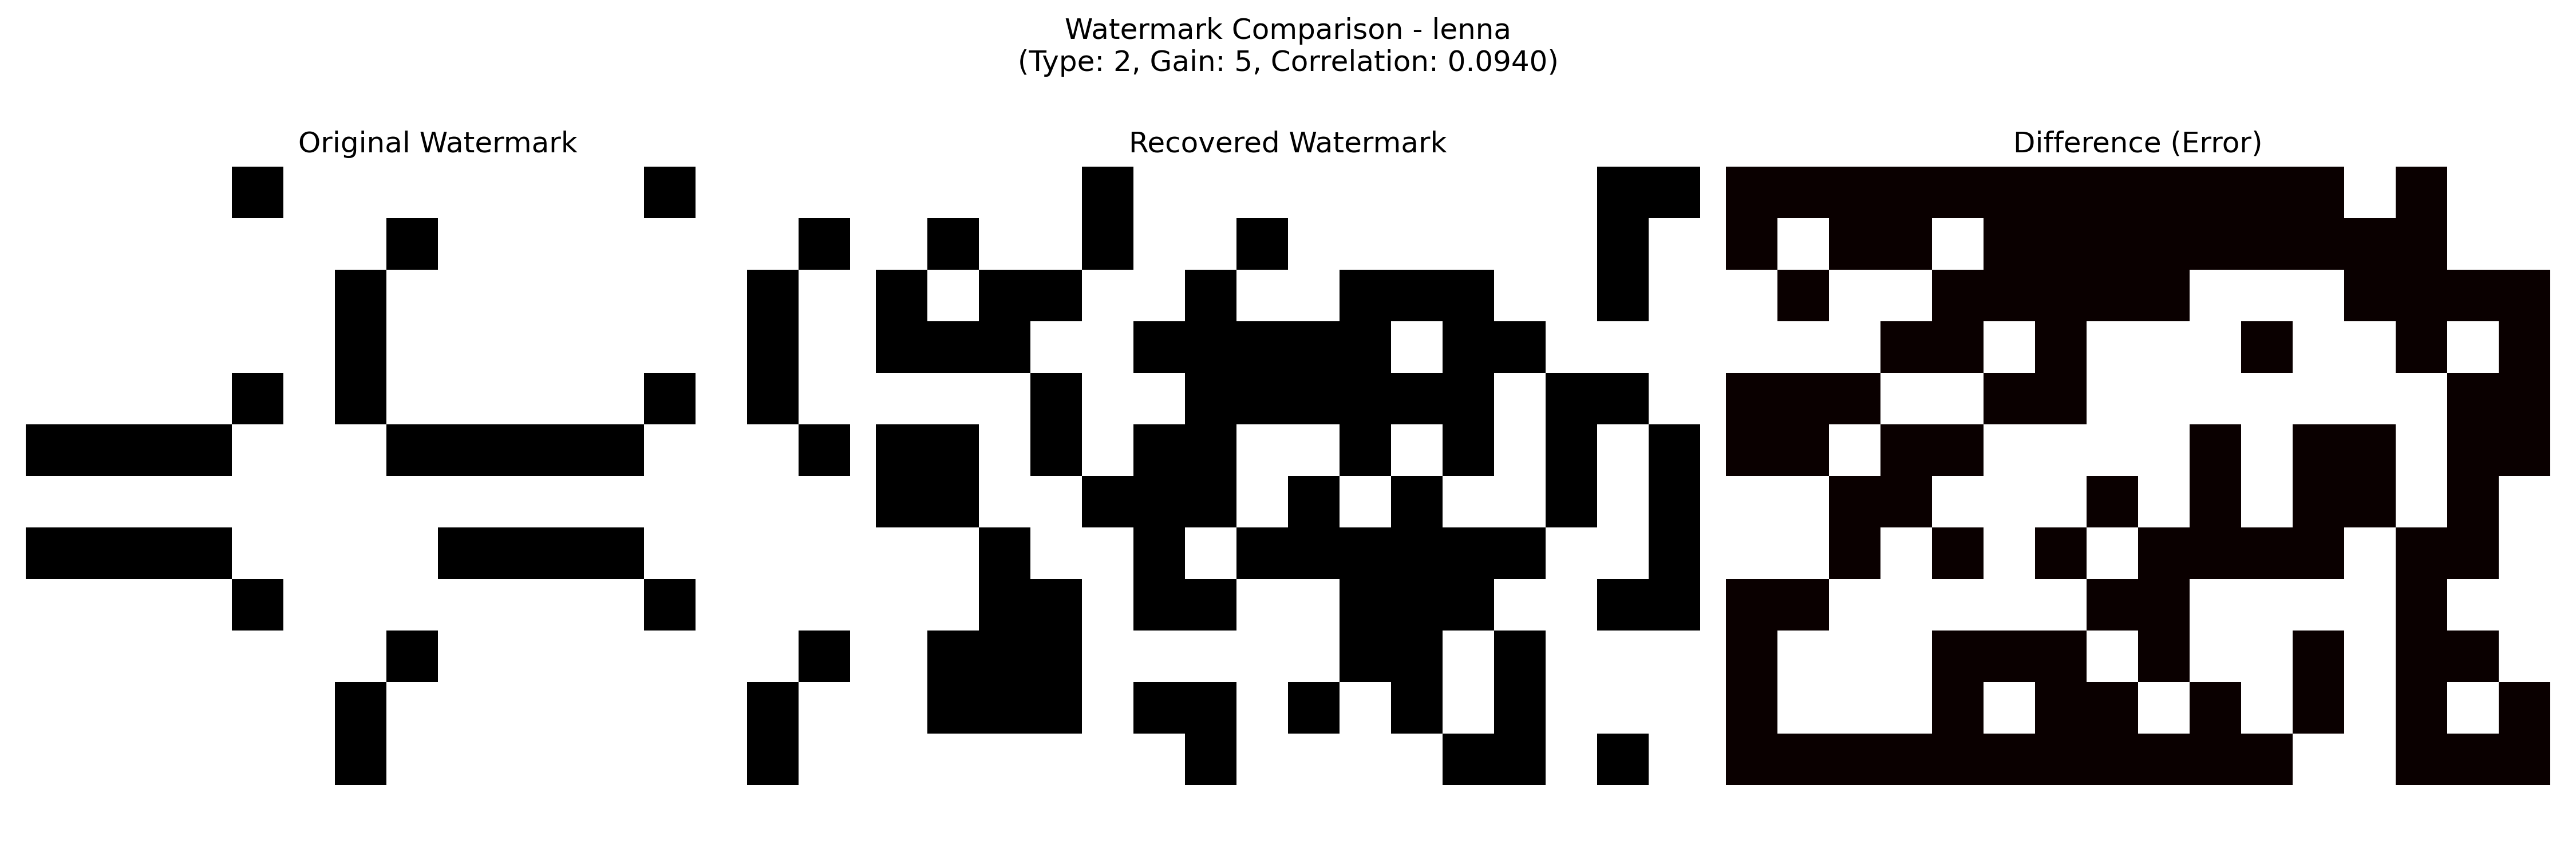 Watermark Comparison - lenna
(Type: 2, Gain: 5, Correlation: 0.0940)
Original Watermark
Recovered Watermark
Difference (Error)